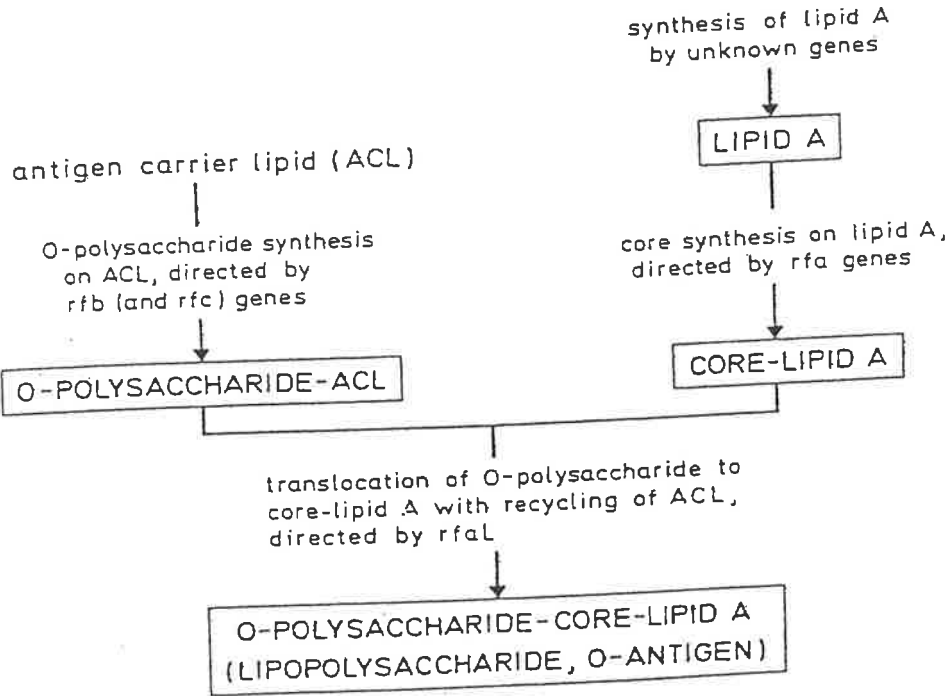 synthesis of lipid A
by unknown genes
LIPID A
antigen carrier lipid (ACL)
O-polysaccharide synthesis
on ACL, directed by
rfb (and rfc) genes
core synthesis on lipid A,
directed by rfa genes
O-POLYSACCHARIDE-ACL
CORE-LIPID A
translocation of O-polysaccharide to
core-lipid A with recycling of ACL,
directed by rfaL
O-POLYSACCHARIDE-CORE-LIPID A
(LIPOPOLYSACCHARIDE, O-ANTIGEN)